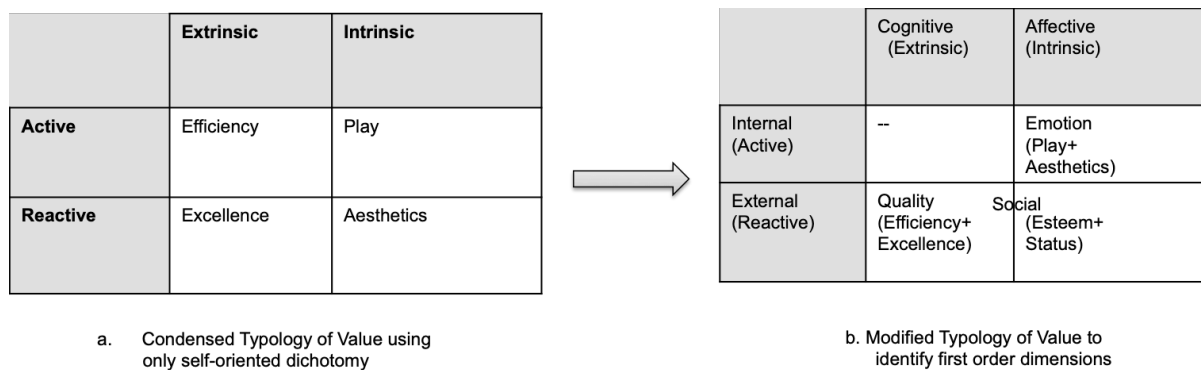 Extrinsic Intrinsic
Active Efficiency Play
Reactive Excellence Aesthetics
a. Condensed Typology of Value using
only self-oriented dichotomy
Cognitive
(Extrinsic)
Affective
(Intrinsic)
Internal
(Active)
--
Emotion
(Play+
Aesthetics)
External
(Reactive)
Quality
(Efficiency+
Excellence)
Social
(Esteem+
Status)
b. Modified Typology of Value to
identify first order dimensions